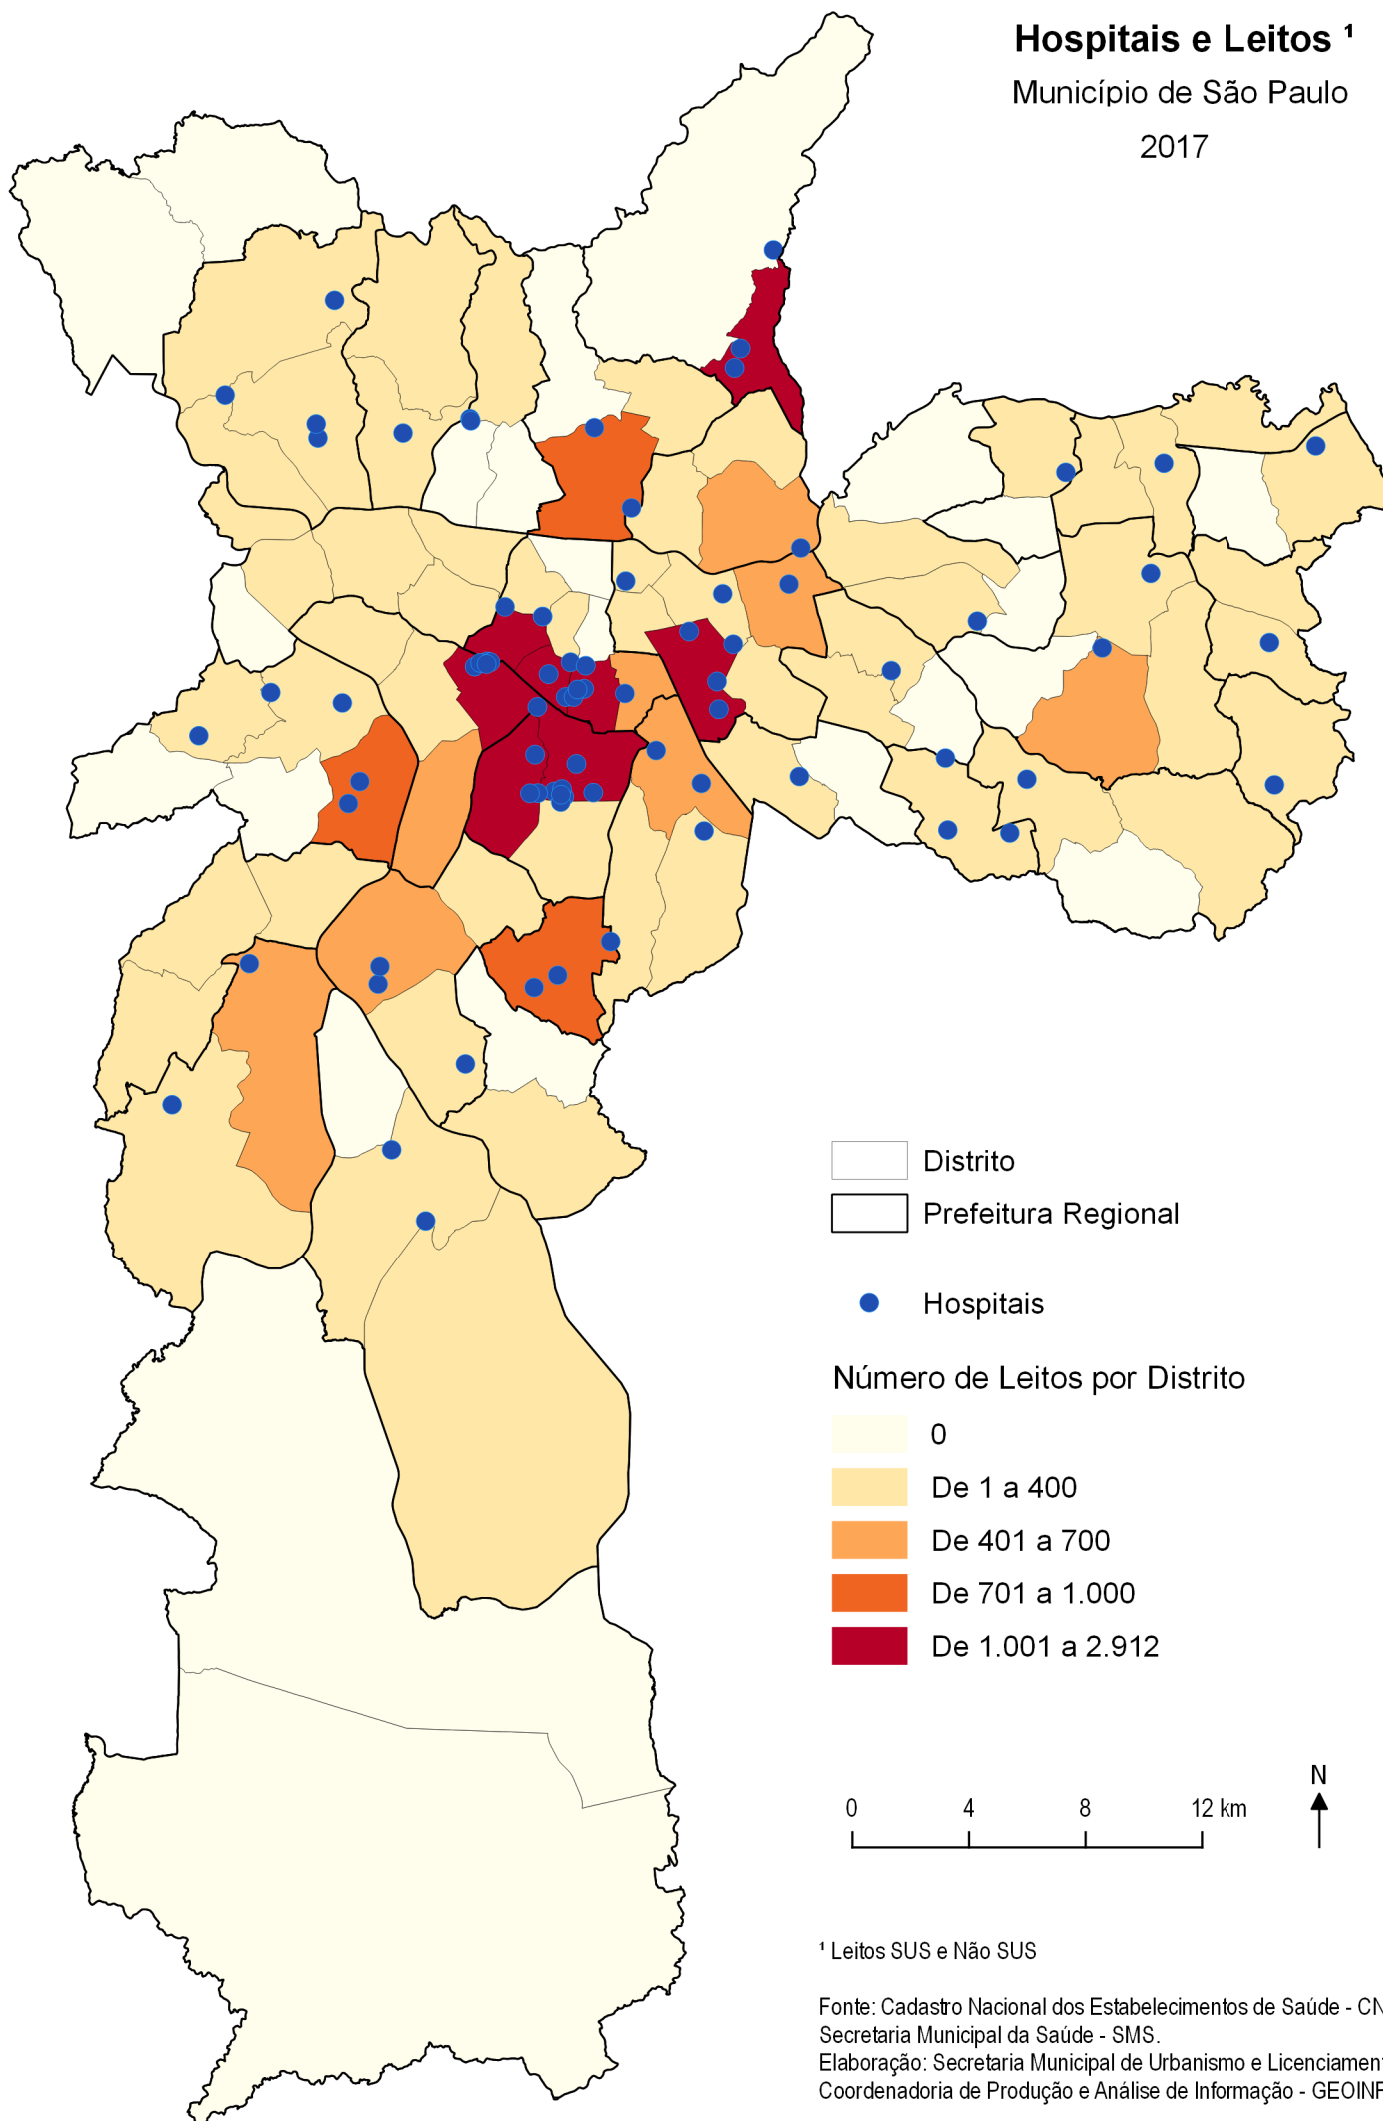 Hospitais e Leitos ¹
Município de São Paulo
2017
Distrito
Prefeitura Regional
Hospitais
Número de Leitos por Distrito
0
De 1 a 400
De 401 a 700
De 701 a 1.000
De 1.001 a 2.912
N
0 4 8 12 km
¹ Leitos SUS e Não SUS
Fonte: Cadastro Nacional dos Estabelecimentos de Saúde - CN
Secretaria Municipal da Saúde - SMS.
Elaboração: Secretaria Municipal de Urbanismo e Licenciament
Coordenadoria de Produção e Análise de Informação - GEOINF